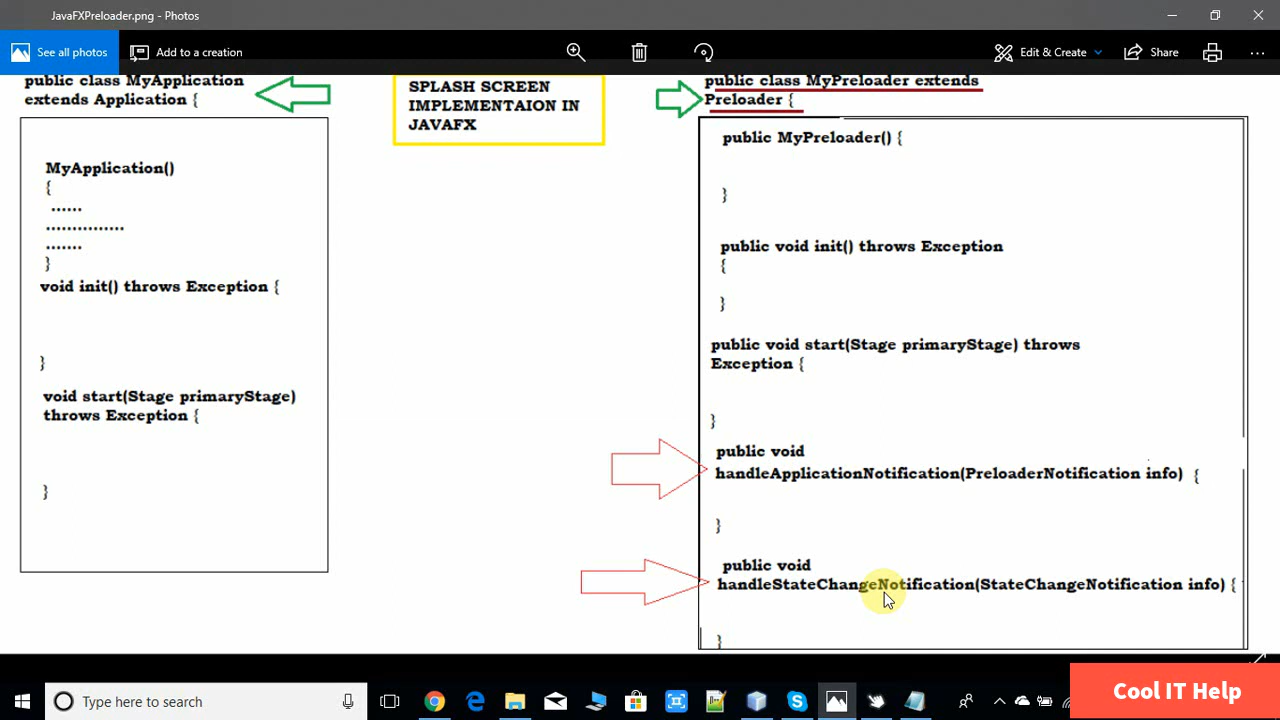 JavaFXPreloader.png - Photos
See all photos
Add to a creation
Edit & Create
Share
public class MyApplication
extends Application {
SPLASH SCREEN
IMPLEMENTAION IN
JAVAFX
public class MyPreloader extends
Preloader {
MyApplication()
{
......
...............
.......
}
void init() throws Exception {
}
void start(Stage primaryStage)
throws Exception {
}
public MyPreloader() {
}
public void init() throws Exception
{
}
public void start(Stage primaryStage) throws
Exception {
}
public void
handleApplicationNotification(PreloaderNotification info) {
}
public void
handleStateChangeNotification(StateChangeNotification info) {
}
Type here to search
Cool IT Help